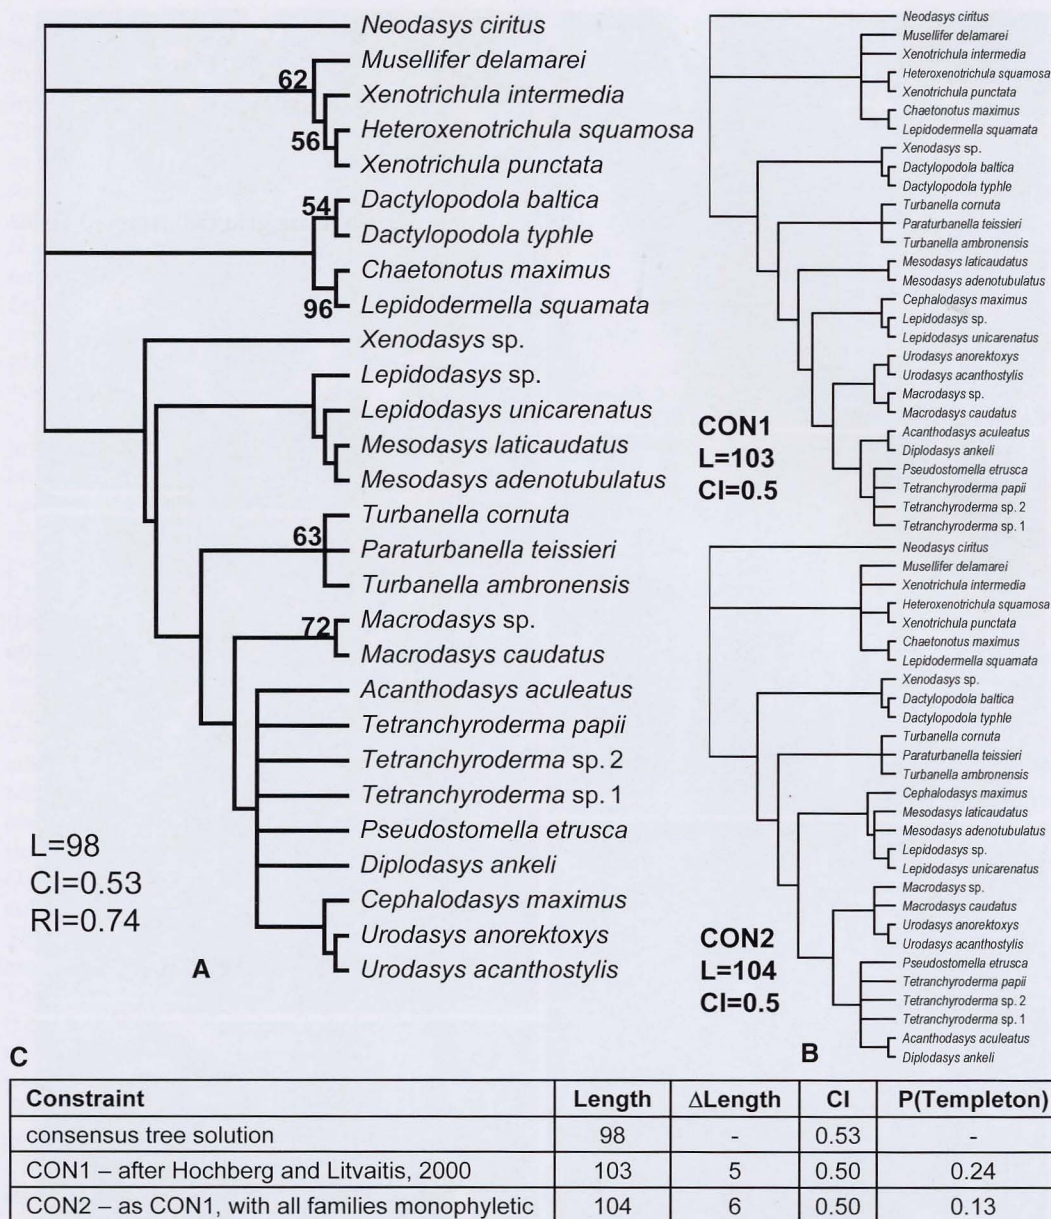 Neodasys ciritus
62
Musellifer delamarei
Xenotrichula intermedia
56
Heteroxenotrichula squamosa
Xenotrichula punctata
54
Dactylopodola baltica
Dactylopodola typhle
Chaetonotus maximus
96
Lepidodermella squamata
Xenodasys sp.
Lepidodasys sp.
Lepidodasys unicarenatus
Mesodasys laticaudatus
Mesodasys adenotubulatus
Turbanella cornuta
63
Paraturbanella teissieri
Turbanella ambronensis
72
Macrodasys sp.
Macrodasys caudatus
Acanthodasys aculeatus
Tetranchyroderma papii
Tetranchyroderma sp. 2
Tetranchyroderma sp. 1
Pseudostomella etrusca
Diplodasys ankeli
Cephalodasys maximus
Urodasys anorektoxys
Urodasys acanthostylis
L=98
CI=0.53
RI=0.74
A
Neodasys ciritus
Musellifer delamarei
Xenotrichula intermedia
Heteroxenotrichula squamosa
Xenotrichula punctata
Chaetonotus maximus
Lepidodermella squamata
Xenodasys sp.
Dactylopodola baltica
Dactylopodola typhle
Turbanella cornuta
Paraturbanella teissieri
Turbanella ambronensis
Mesodasys laticaudatus
Mesodasys adenotubulatus
Cephalodasys maximus
Lepidodasys sp.
Lepidodasys unicarenatus
Urodasys anorektoxys
Urodasys acanthostylis
Macrodasys sp.
Macrodasys caudatus
Acanthodasys aculeatus
Diplodasys ankeli
Pseudostomella etrusca
Tetranchyroderma papii
Tetranchyroderma sp. 2
Tetranchyroderma sp. 1
CON1
L=103
CI=0.5
Neodasys ciritus
Musellifer delamarei
Xenotrichula intermedia
Heteroxenotrichula squamosa
Xenotrichula punctata
Chaetonotus maximus
Lepidodermella squamata
Xenodasys sp.
Dactylopodola baltica
Dactylopodola typhle
Turbanella cornuta
Paraturbanella teissieri
Turbanella ambronensis
Cephalodasys maximus
Mesodasys laticaudatus
Mesodasys adenotubulatus
Lepidodasys sp.
Lepidodasys unicarenatus
Macrodasys sp.
Macrodasys caudatus
Urodasys anorektoxys
Urodasys acanthostylis
Pseudostomella etrusca
Tetranchyroderma papii
Tetranchyroderma sp. 2
Tetranchyroderma sp. 1
Acanthodasys aculeatus
Diplodasys ankeli
CON2
L=104
CI=0.5
B
C
Constraint Length ΔLength CI P(Templeton)
consensus tree solution 98 - 0.53 -
CON1 – after Hochberg and Litvaitis, 2000 103 5 0.50 0.24
CON2 – as CON1, with all families monophyletic 104 6 0.50 0.13